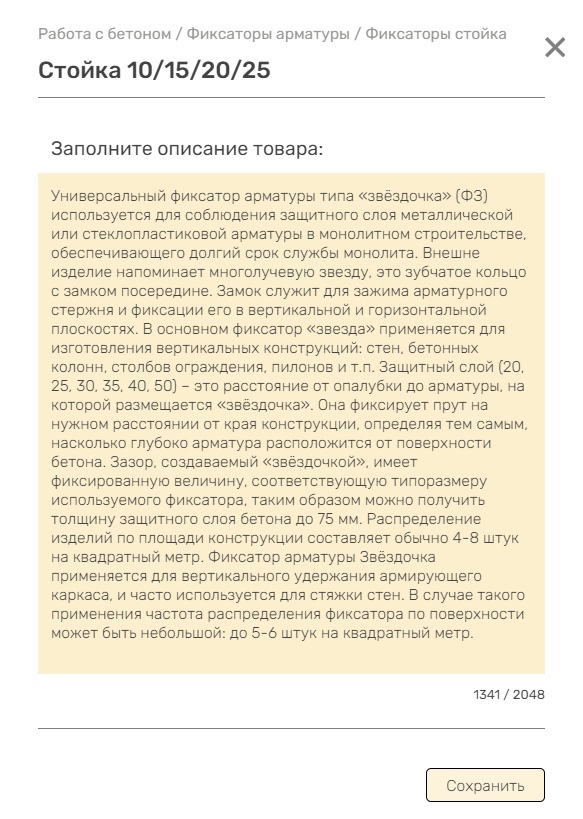 Работа с бетоном / Фиксаторы арматуры / Фиксаторы стойка
Стойка 10/15/20/25
Заполните описание товара:
Универсальный фиксатор арматуры типа «звёздочка» (ФЗ)
используется для соблюдения защитного слоя металлической
или стеклопластиковой арматуры в монолитном строительстве,
обеспечивающего долгий срок службы монолита. Внешне
изделие напоминает многолучевую звезду, это зубчатое кольцо
с замком посередине. Замок служит для зажима арматурного
стержня и фиксации его в вертикальной и горизонтальной
плоскостях. В основном фиксатор «звезда» применяется для
изготовления вертикальных конструкций: стен, бетонных
колонн, столбов ограждения, пилонов и т.п. Защитный слой (20,
25, 30, 35, 40, 50) – это расстояние от опалубки до арматуры, на
которой размещается «звёздочка». Она фиксирует прут на
нужном расстоянии от края конструкции, определяя тем самым,
насколько глубоко арматура расположится от поверхности
бетона. Зазор, создаваемый «звёздочкой», имеет
фиксированную величину, соответствующую типоразмеру
используемого фиксатора, таким образом можно получить
толщину защитного слоя бетона до 75 мм. Распределение
изделий по площади конструкции составляет обычно 4-8 штук
на квадратный метр. Фиксатор арматуры Звёздочка
применяется для вертикального удержания армирующего
каркаса, и часто используется для стяжки стен. В случае такого
применения частота распределения фиксатора по поверхности
может быть небольшой: до 5-6 штук на квадратный метр.
1341 / 2048
Сохранить